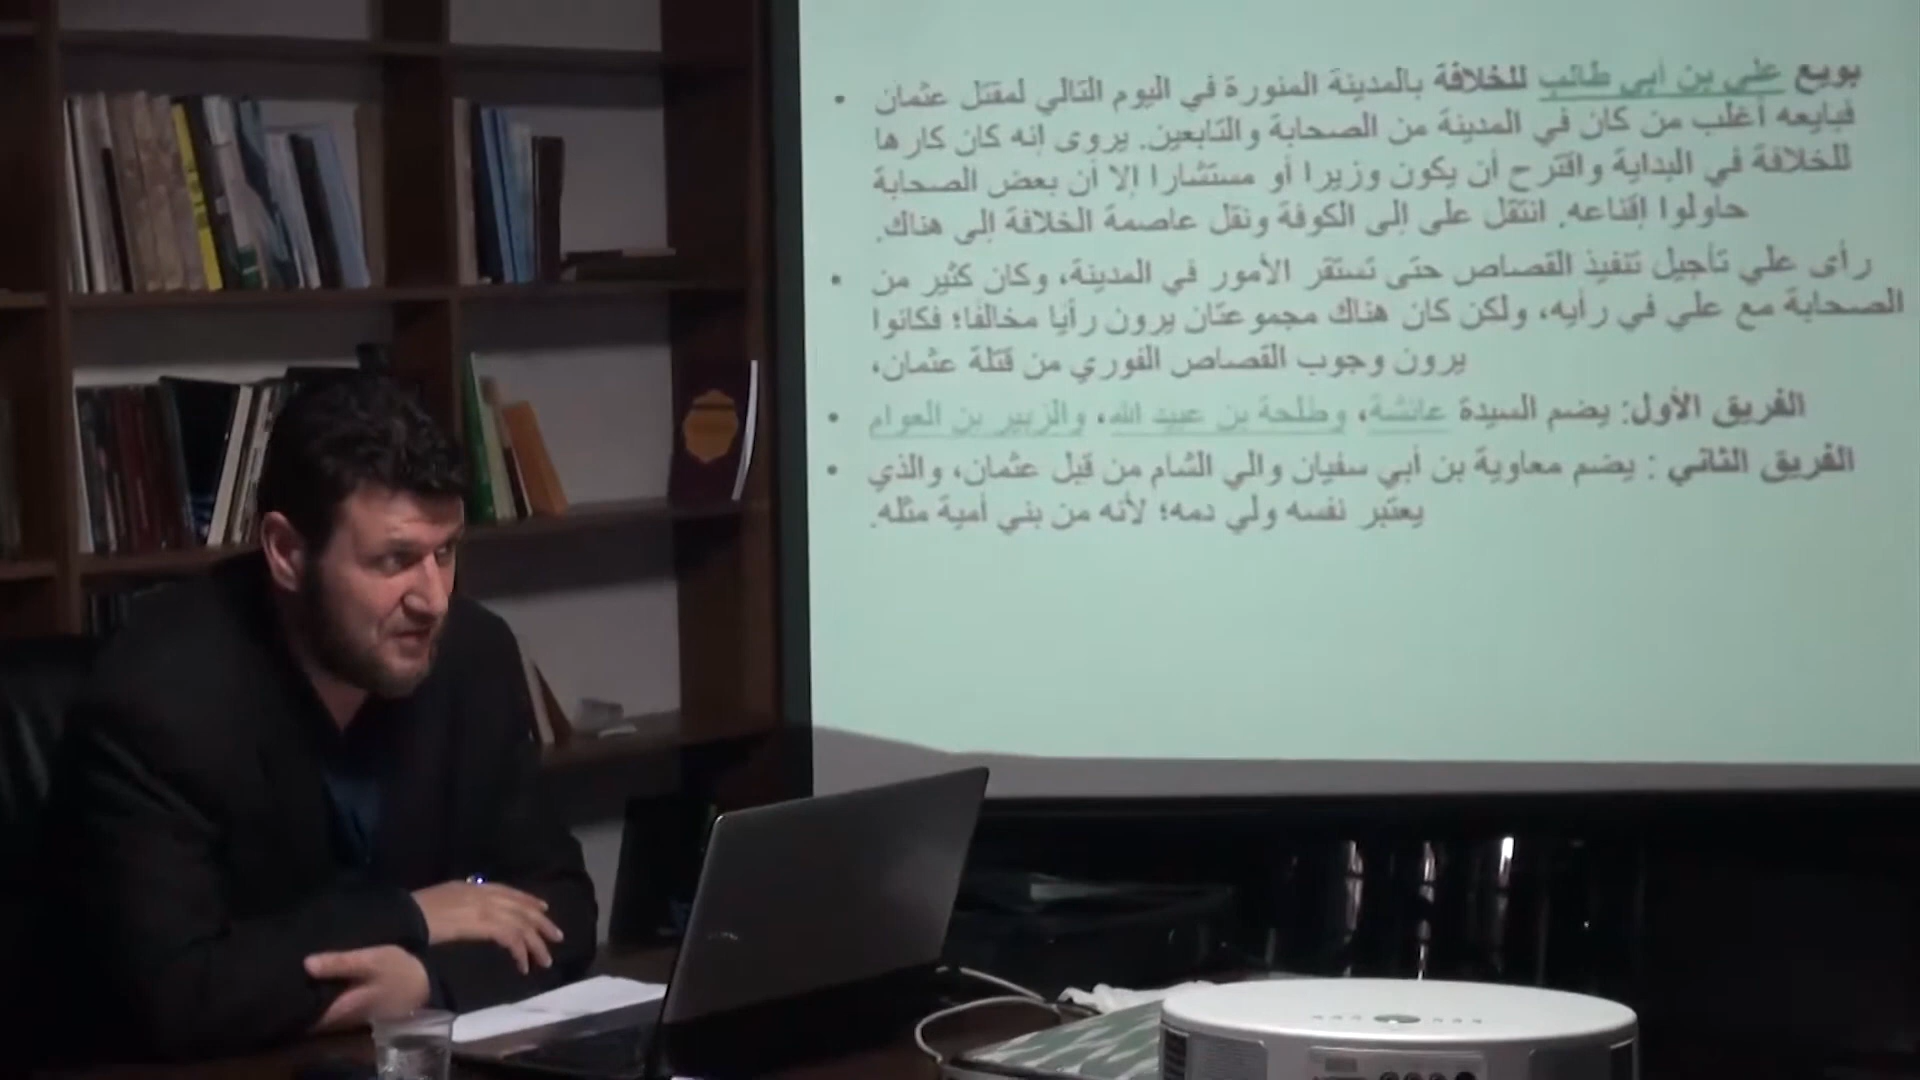 • بويع علي بن أبي طالب للخلافة بالمدينة المنورة في اليوم التالي لمقتل عثمان
فبايعه أغلب من كان في المدينة من الصحابة والتابعين. يروى إنه كان كارها
للخلافة في البداية واقترح أن يكون وزيرا أو مستشارا إلا أن بعض الصحابة
حاولوا إقناعه. انتقل علي إلى الكوفة ونقل عاصمة الخلافة إلى هناك.
• رأى علي تأجيل تنفيذ القصاص حتى تستقر الأمور في المدينة، وكان كثير من
الصحابة مع علي في رأيه، ولكن كان هناك مجموعتان يرون رأيا مخالفا؛ فكانوا
يرون وجوب القصاص الفوري من قتلة عثمان،
• الفريق الأول: يضم السيدة عائشة، وطلحة بن عبيد الله، والزبير بن العوام
• الفريق الثاني : يضم معاوية بن أبي سفيان والي الشام من قبل عثمان، والذي
يعتبر نفسه ولي دمه؛ لأنه من بني أمية مثله.